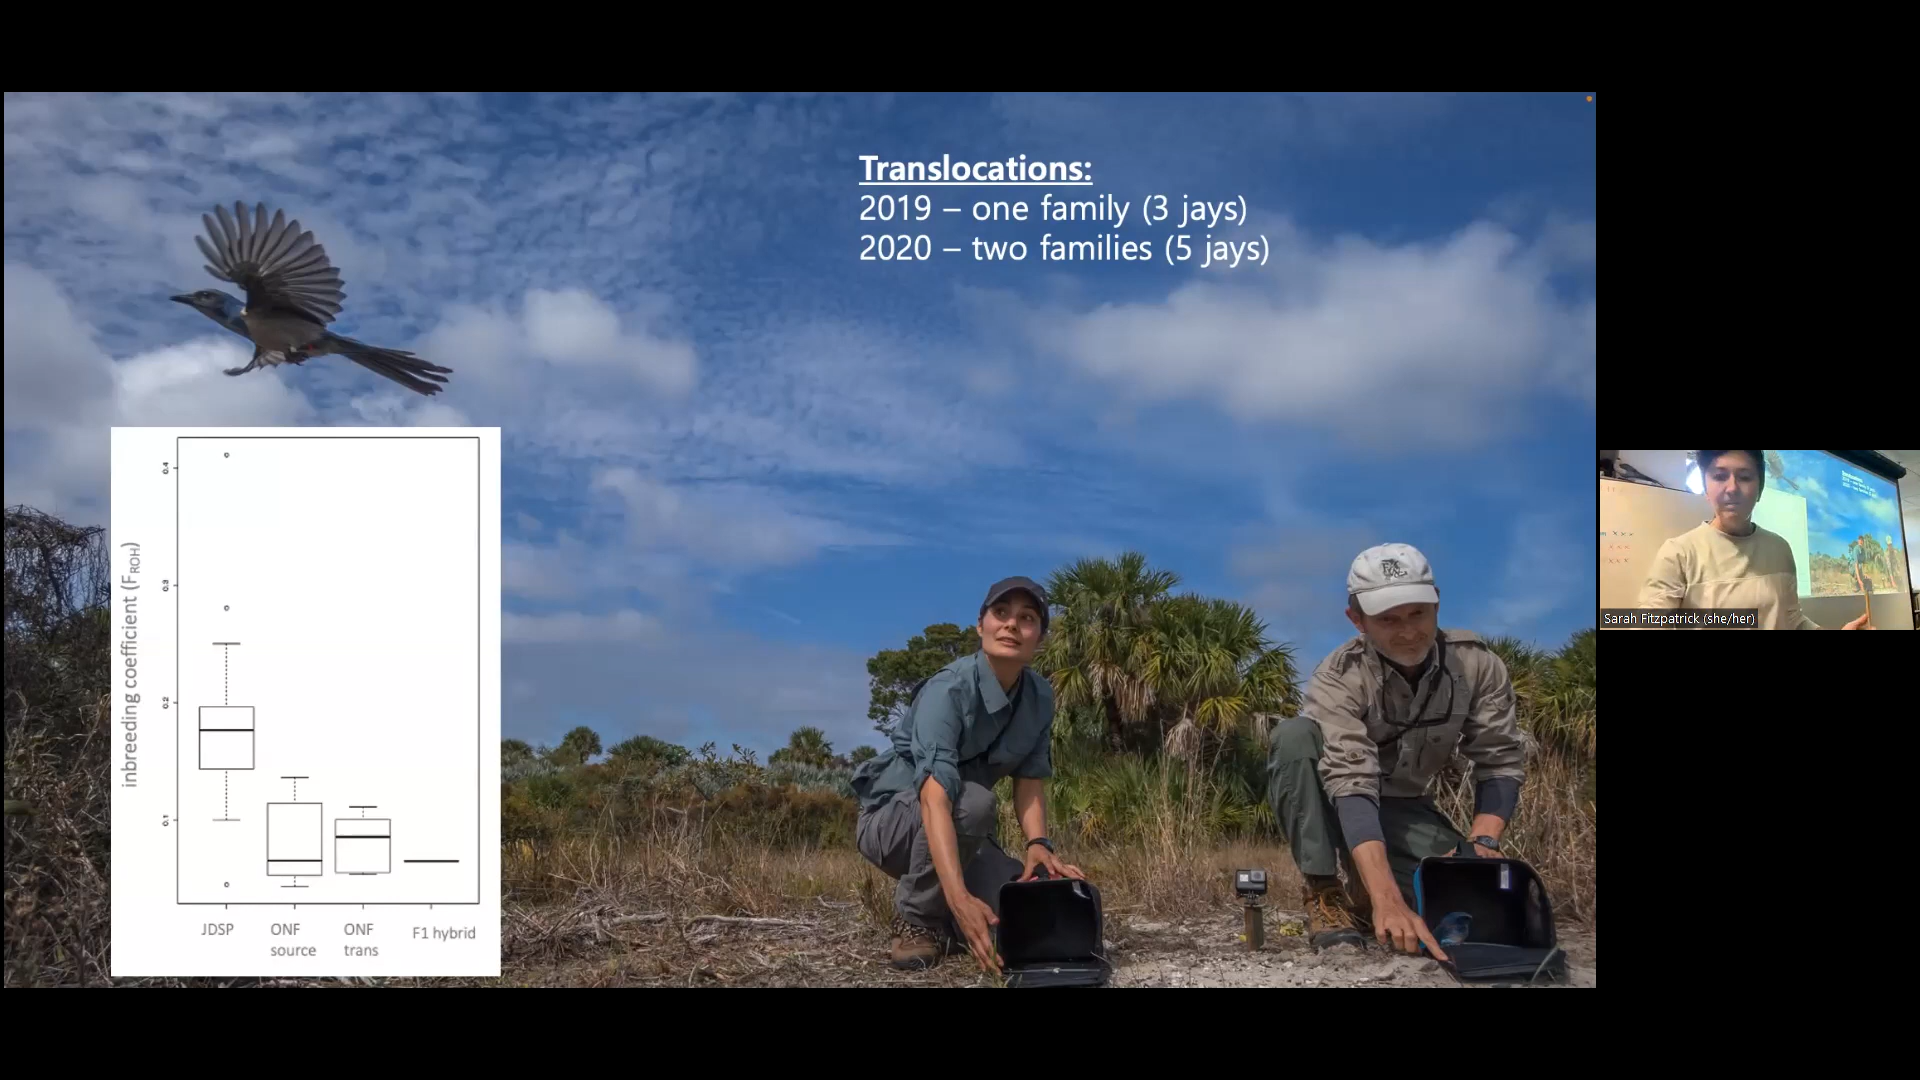 Translocations:
2019 – one family (3 jays)
2020 – two families (5 jays)
inbreeding coefficient (FROH)
0.4
0.3
0.2
0.1
JDSP
ONF source
ONF trans
F1 hybrid
Sarah Fitzpatrick (she/her)